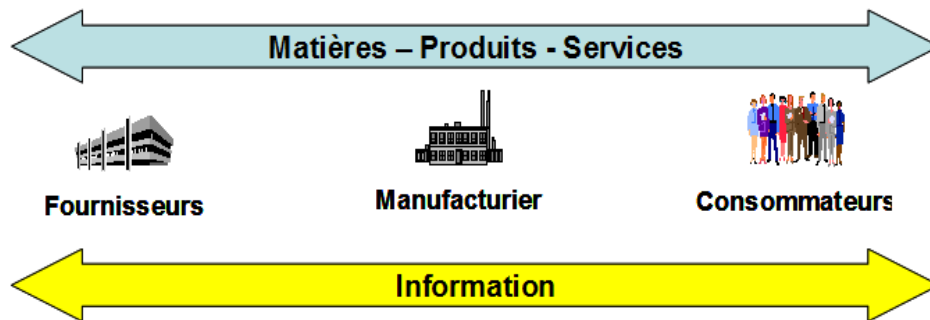 Matières – Produits - Services
Fournisseurs
Manufacturier
Consommateurs
Information